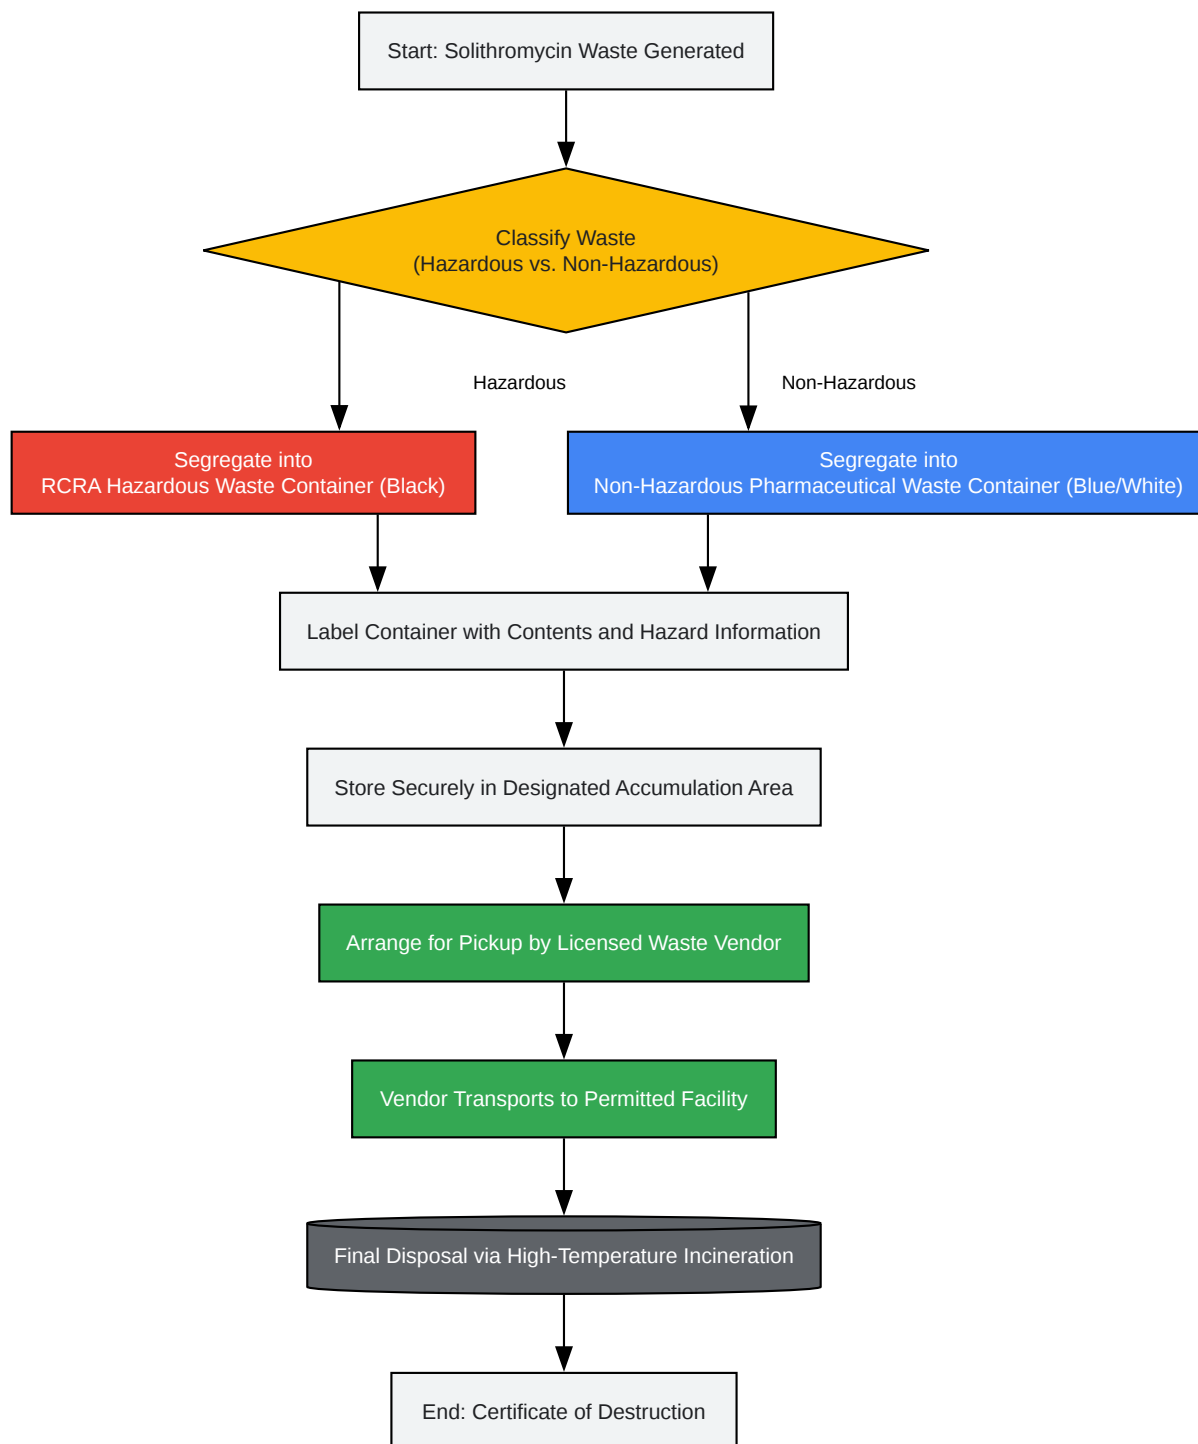 Start: Solithromycin Waste Generated
Classify Waste
(Hazardous vs. Non-Hazardous)
Hazardous
Non-Hazardous
Segregate into
RCRA Hazardous Waste Container (Black)
Segregate into
Non-Hazardous Pharmaceutical Waste Container (Blue/White)
Label Container with Contents and Hazard Information
Store Securely in Designated Accumulation Area
Arrange for Pickup by Licensed Waste Vendor
Vendor Transports to Permitted Facility
Final Disposal via High-Temperature Incineration
End: Certificate of Destruction